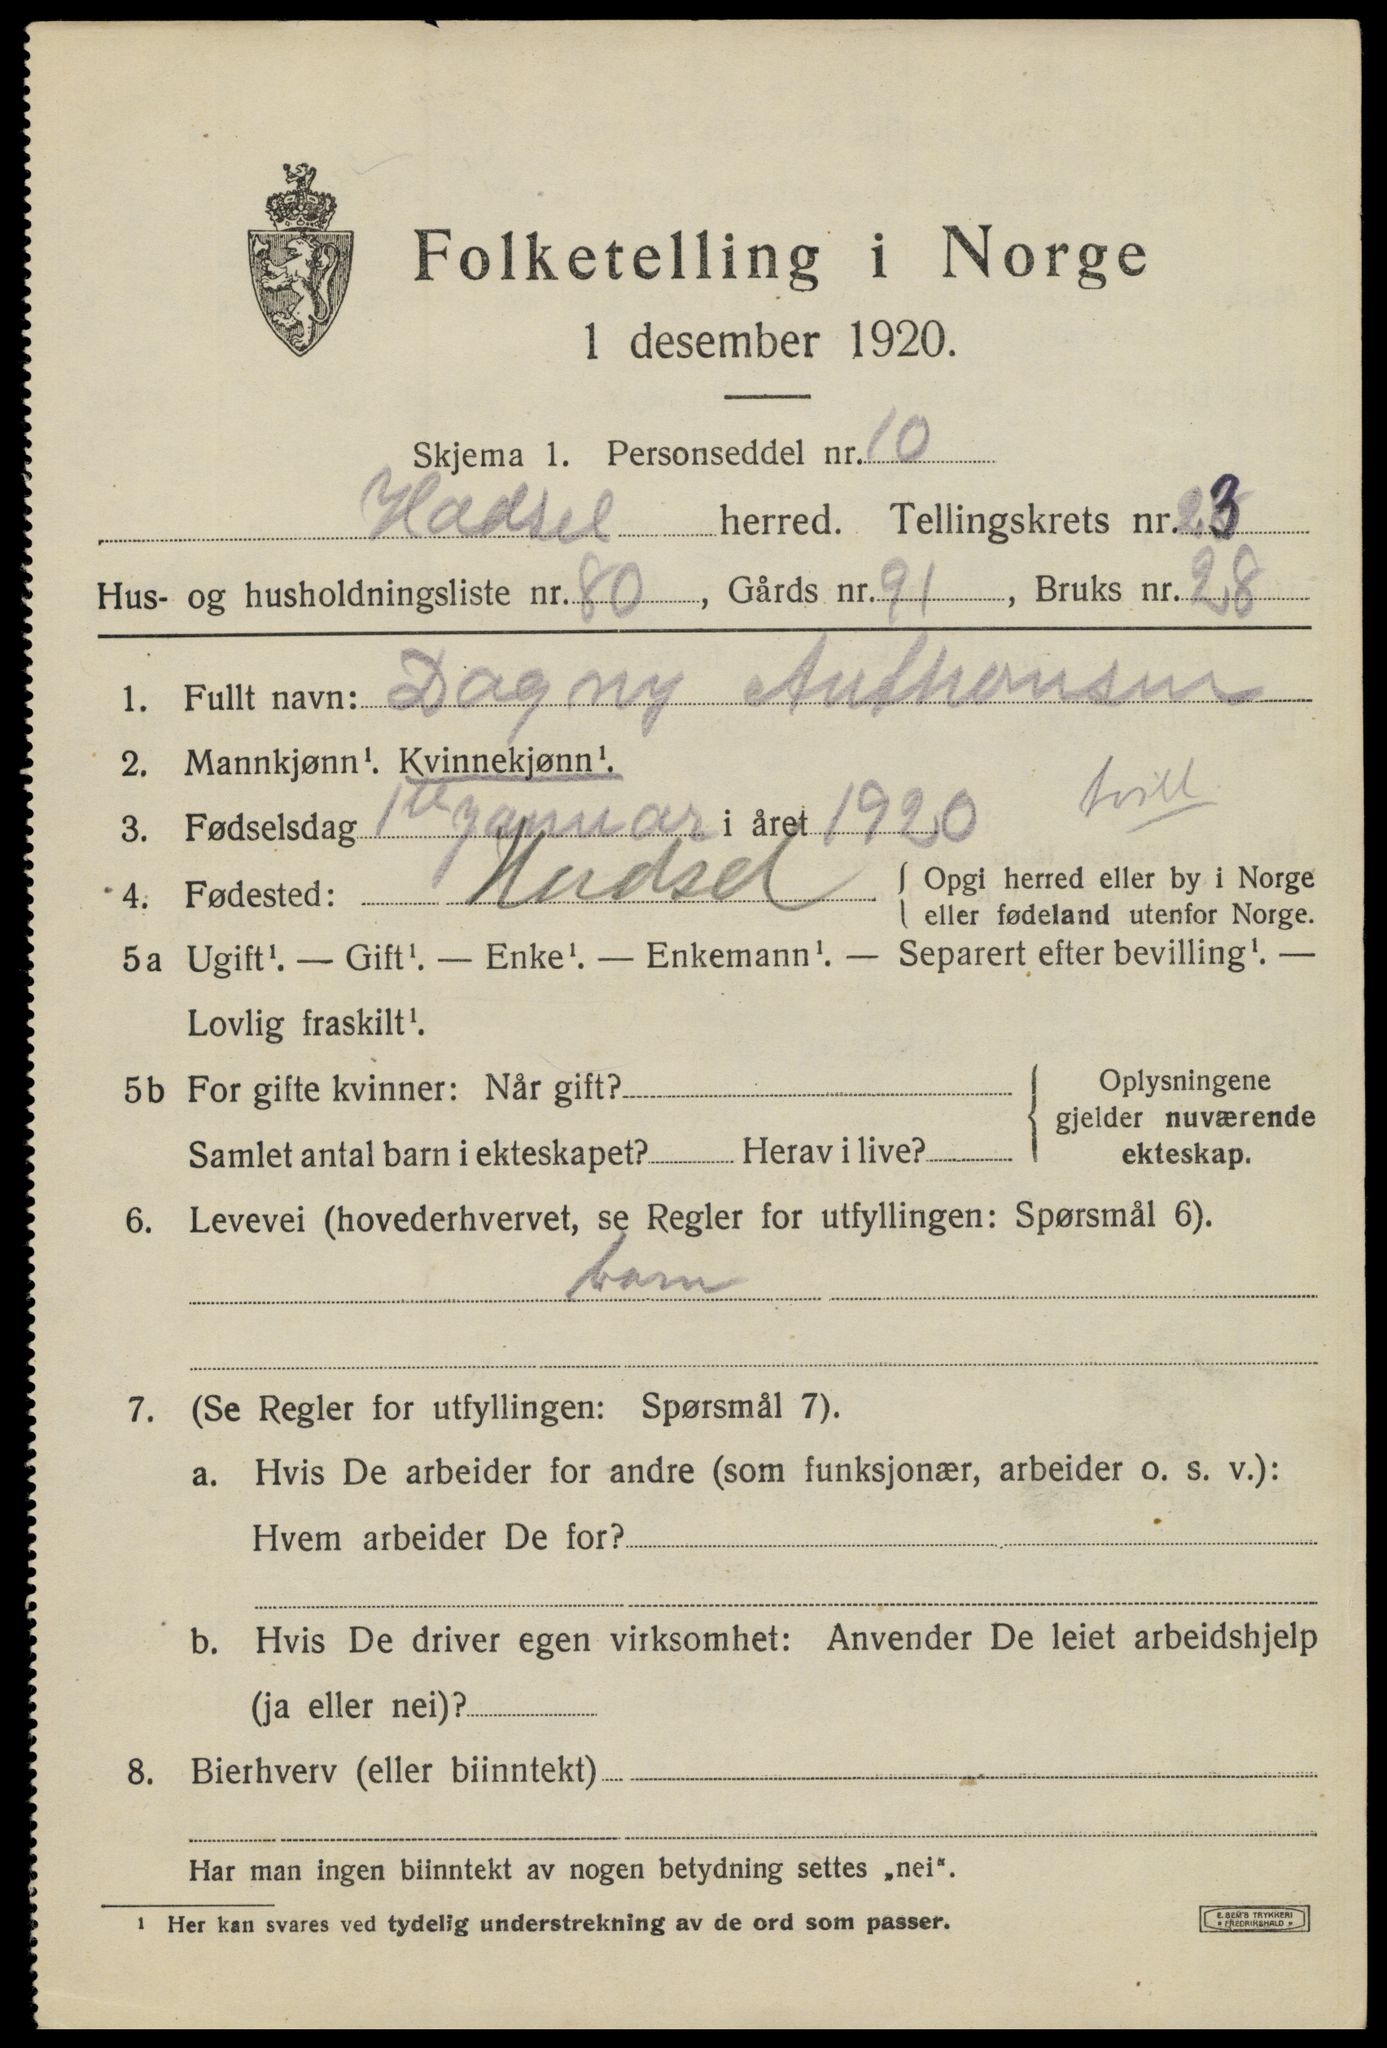 Folketelling i Norge
1 desember 1920.
Skjema 1. Personseddel nr. 10
Hadsel herred. Tellingskrets nr. 23
Hus- og husholdningsliste nr. 80, Gårds nr. 91, Bruks nr. 28
1. Fullt navn: Dagny Anthonsen
2. Mannkjønn¹. Kvinnekjønn¹.
3. Fødselsdag 1ste januar i året 1920 tvill
4. Fødested: Hadsel { Opgi herred eller by i Norge
eller fødeland utenfor Norge.
5a Ugift¹. — Gift¹. — Enke¹. — Enkemann¹. — Separert efter bevilling¹. —
Lovlig fraskilt¹.
5b For gifte kvinner: Når gift? { Oplysningene
gjelder nuværende
Samlet antal barn i ekteskapet? Herav i live? ekteskap.
6. Levevei (hovederhvervet, se Regler for utfyllingen: Spørsmål 6).
barn
7. (Se Regler for utfyllingen: Spørsmål 7).
a. Hvis De arbeider for andre (som funksjonær, arbeider o. s. v.):
Hvem arbeider De for?
b. Hvis De driver egen virksomhet: Anvender De leiet arbeidshjelp
(ja eller nei)?
8. Bierhverv (eller biinntekt)
Har man ingen biinntekt av nogen betydning settes „nei“.
¹ Her kan svares ved tydelig understrekning av de ord som passer.
E. SEM'S TRYKKERI
* FREDRIKSHALD *